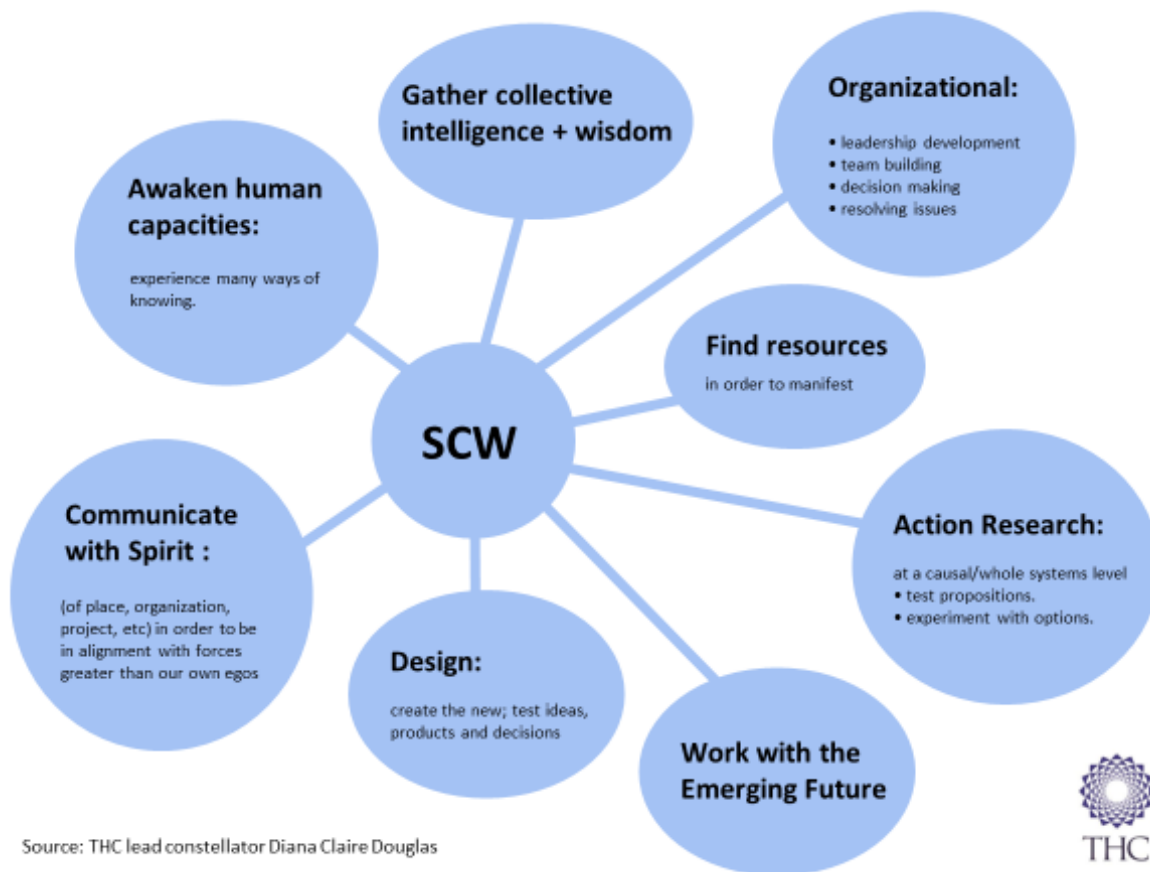 Gather collective
intelligence + wisdom
Organizational:
• leadership development
• team building
• decision making
• resolving issues
Awaken human
capacities:
experience many ways of
knowing.
Find resources
in order to manifest
SCW
Communicate
with Spirit :
(of place, organization,
project, etc) in order to be
in alignment with forces
greater than our own egos
Action Research:
at a causal/whole systems level
• test propositions.
• experiment with options.
Design:
create the new; test ideas,
products and decisions
Work with the
Emerging Future
Source: THC lead constellator Diana Claire Douglas
THC